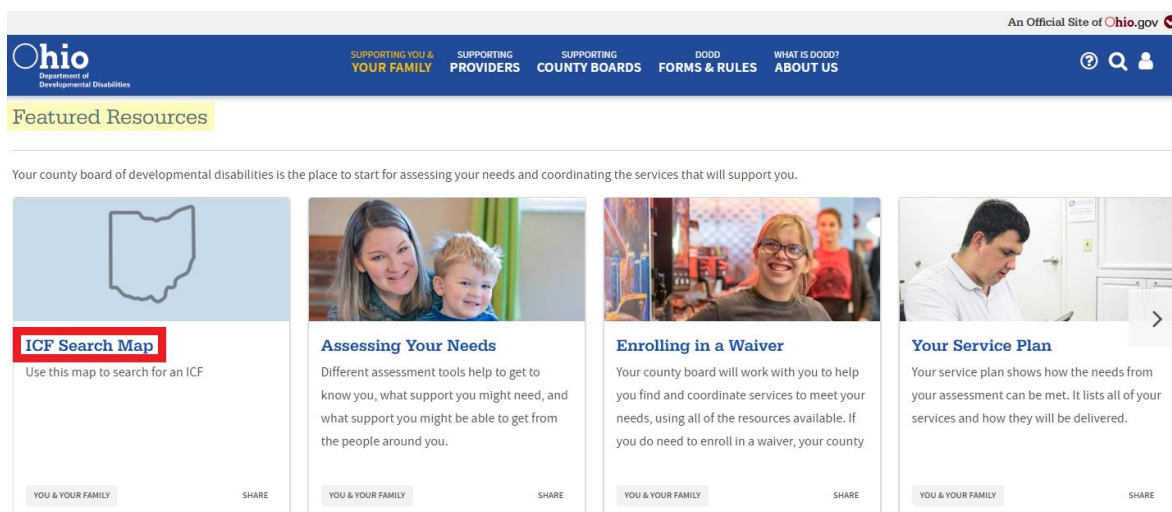 An Official Site of Ohio.gov
Ohio
Department of
Developmental Disabilities
SUPPORTING YOU &
YOUR FAMILY
SUPPORTING
PROVIDERS
SUPPORTING
COUNTY BOARDS
DODD
FORMS & RULES
WHAT IS DODD?
ABOUT US
Featured Resources
Your county board of developmental disabilities is the place to start for assessing your needs and coordinating the services that will support you.
ICF Search Map
Use this map to search for an ICF
YOU & YOUR FAMILY
SHARE
Assessing Your Needs
Different assessment tools help to get to
know you, what support you might need, and
what support you might be able to get from
the people around you.
YOU & YOUR FAMILY
SHARE
Enrolling in a Waiver
Your county board will work with you to help
you find and coordinate services to meet your
needs, using all of the resources available. If
you do need to enroll in a waiver, your county
YOU & YOUR FAMILY
SHARE
Your Service Plan
Your service plan shows how the needs from
your assessment can be met. It lists all of your
services and how they will be delivered.
YOU & YOUR FAMILY
SHARE